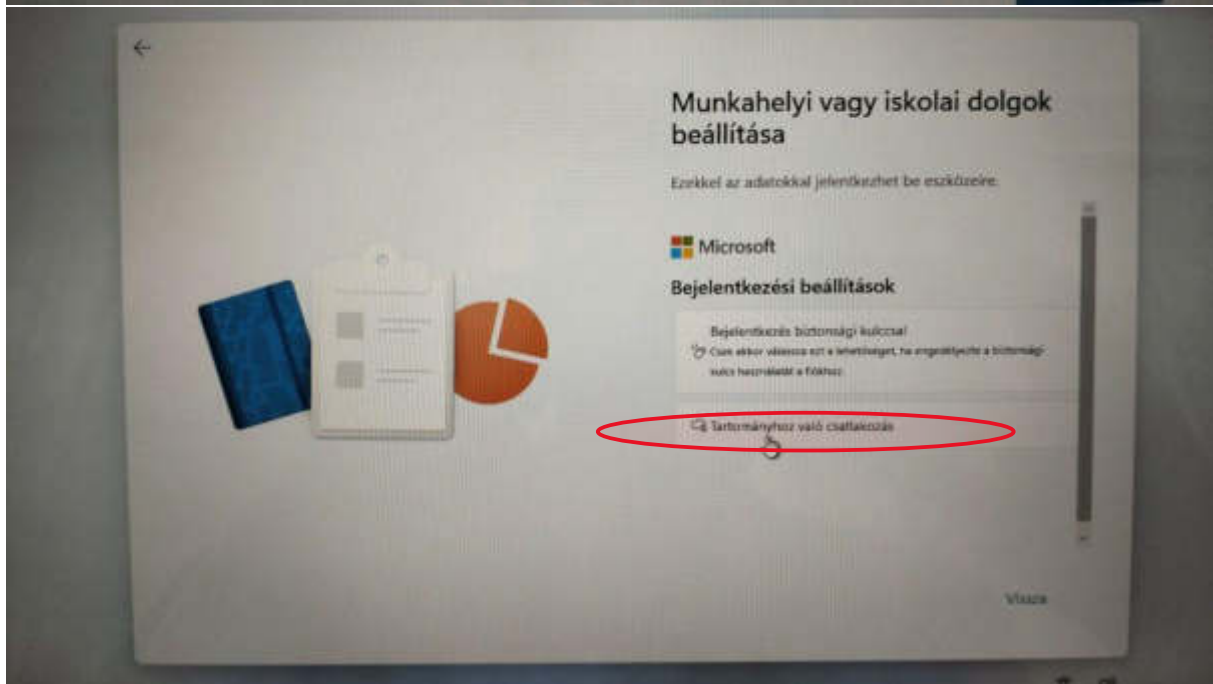 Munkahelyi vagy iskolai dolgok
beállítása
Ezekkel az adatokkal jelentkezhet be eszközeire.
Microsoft
Bejelentkezési beállítások
Bejelentkezés biztonsági kulccsal
Csak akkor válassza ezt a lehetőséget, ha engedélyezte a biztonsági
kulcs használatát a fiókhoz.
Tartományhoz való csatlakozás
Vissza